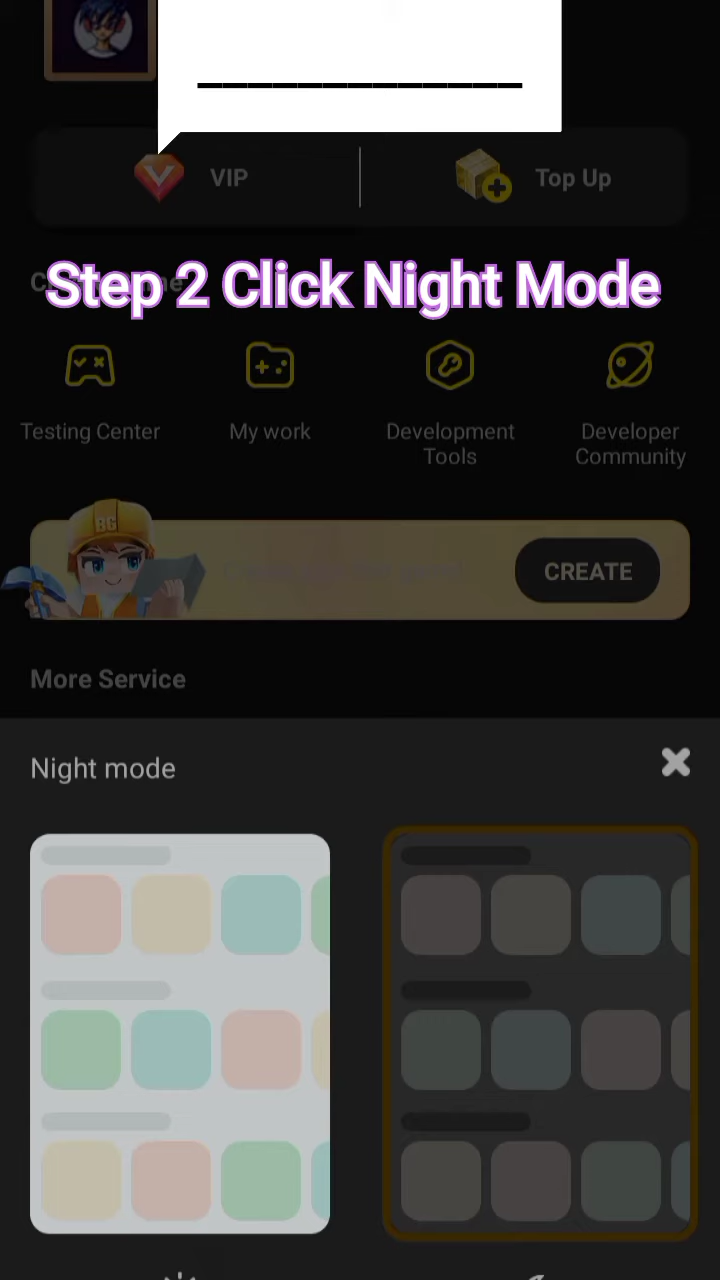 VIP
Top Up
Step 2 Click Night Mode
Testing Center
My work
Development
Tools
Developer
Community
BG
CREATE
More Service
Night mode